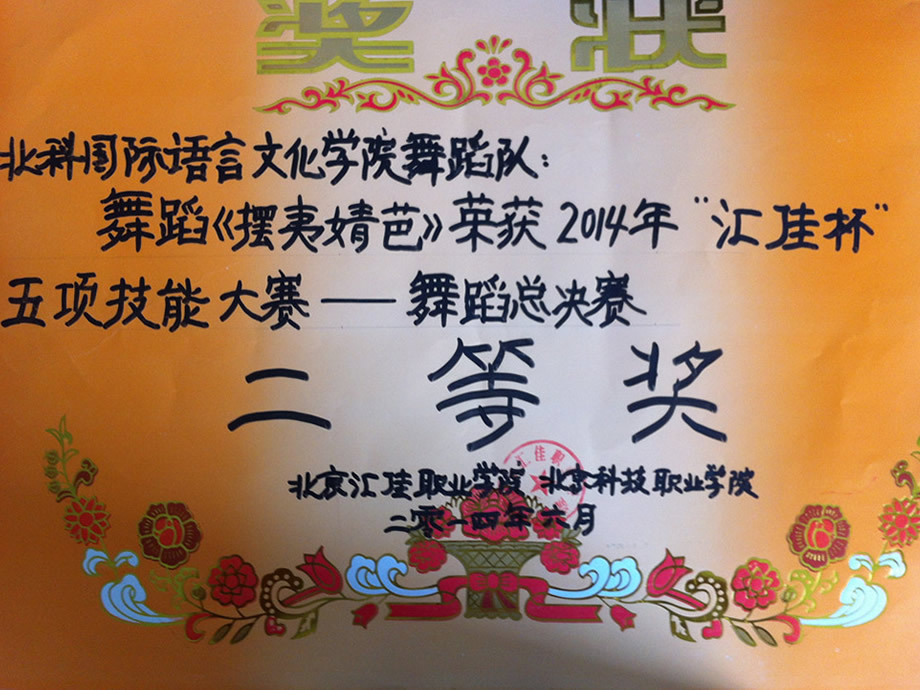 奖状
北科国际语言文化学院舞蹈队：
舞蹈《摆夷婧芭》荣获2014年“汇佳杯”
五项技能大赛——舞蹈总决赛
二等奖
汇佳职
北京汇佳职业学院 北京科技职业学院
二零一四年六月